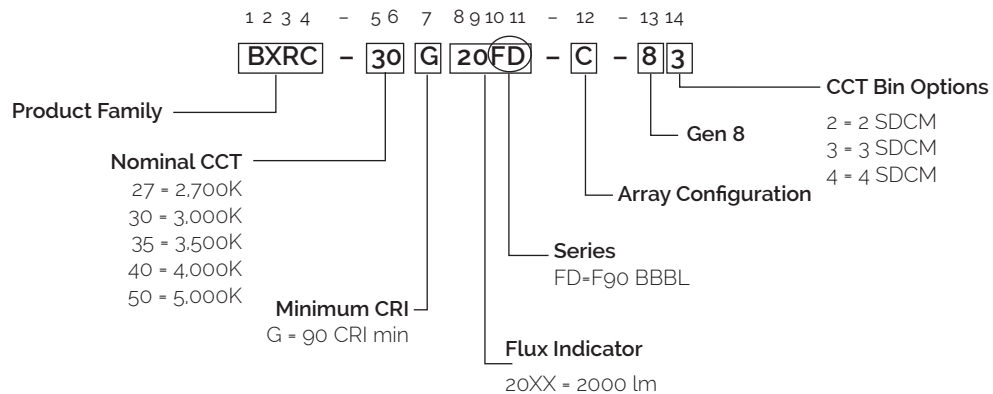 1 2 3 4 – 5 6 7 8 9 10 11 – 12 – 13 14
BXRC – 30 G 20FD – C – 8 3
Product Family
CCT Bin Options
2 = 2 SDCM
3 = 3 SDCM
4 = 4 SDCM
Gen 8
Nominal CCT
27 = 2,700K
30 = 3,000K
35 = 3,500K
40 = 4,000K
50 = 5,000K
Array Configuration
Series
FD=F90 BBBL
Minimum CRI
G = 90 CRI min
Flux Indicator
20XX = 2000 lm